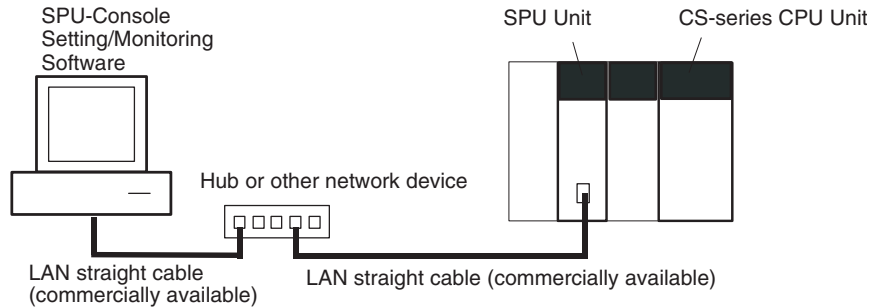 SPU-Console
Setting/Monitoring
Software
SPU Unit
CS-series CPU Unit
Hub or other network device
LAN straight cable
(commercially available)
LAN straight cable (commercially available)